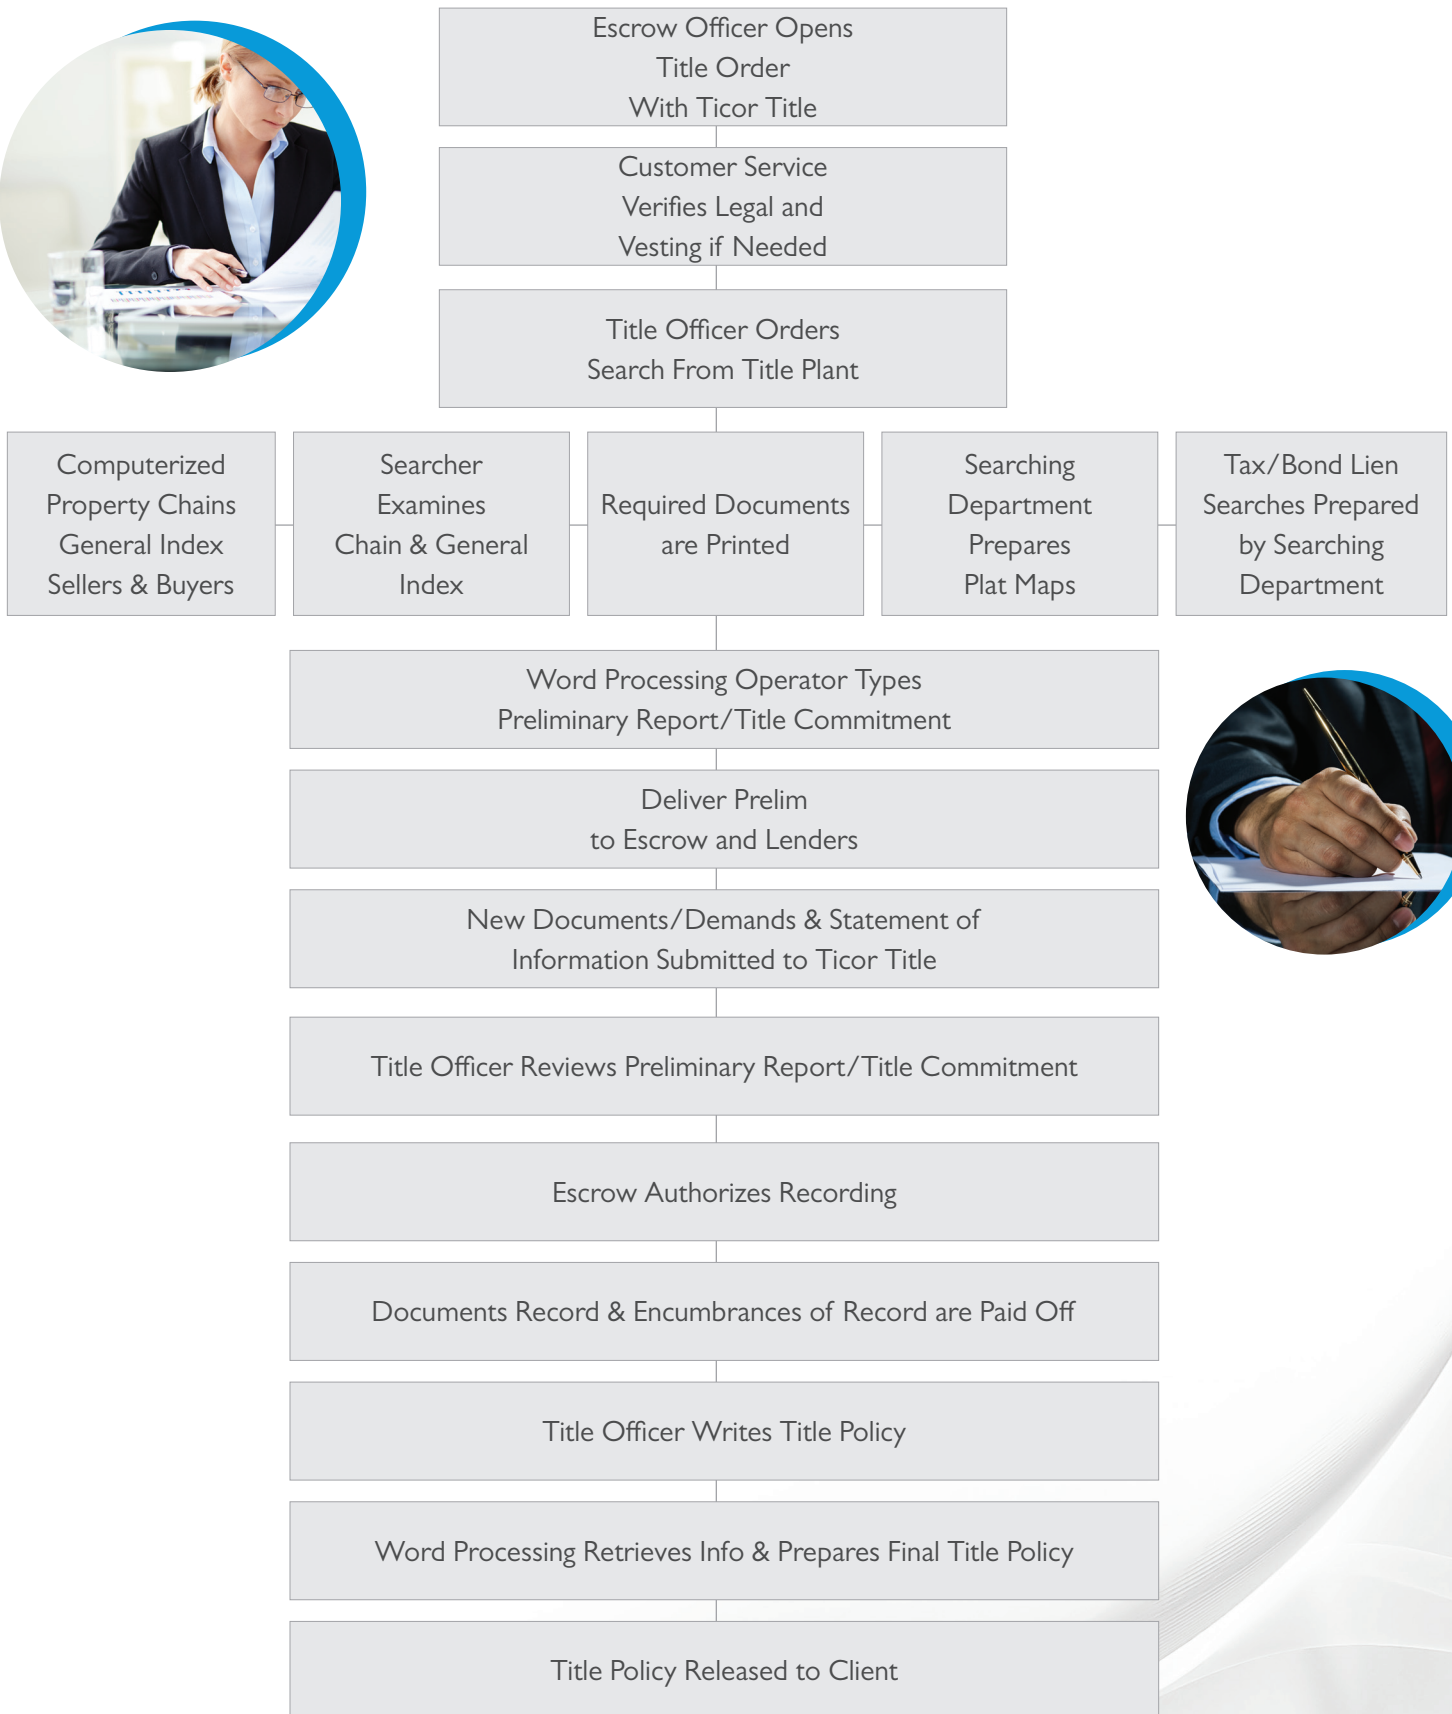 Escrow Officer Opens
Title Order
With Ticor Title
Customer Service
Verifies Legal and
Vesting if Needed
Title Officer Orders
Search From Title Plant
Computerized
Property Chains
General Index
Sellers & Buyers
Searcher
Examines
Chain & General
Index
Required Documents
are Printed
Searching
Department
Prepares
Plat Maps
Tax/Bond Lien
Searches Prepared
by Searching
Department
Word Processing Operator Types
Preliminary Report/Title Commitment
Deliver Prelim
to Escrow and Lenders
New Documents/Demands & Statement of
Information Submitted to Ticor Title
Title Officer Reviews Preliminary Report/Title Commitment
Escrow Authorizes Recording
Documents Record & Encumbrances of Record are Paid Off
Title Officer Writes Title Policy
Word Processing Retrieves Info & Prepares Final Title Policy
Title Policy Released to Client